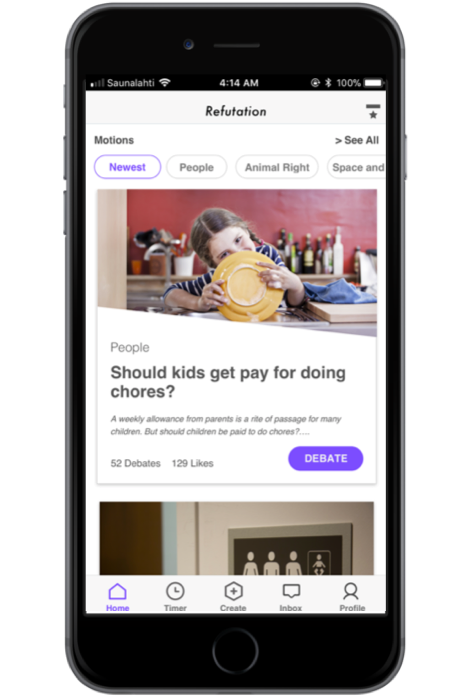 Saunalahti 4:14 AM 100%
Refutation
Motions > See All
Newest People Animal Right Space and
People
Should kids get pay for doing
chores?
A weekly allowance from parents is a rite of passage for many
children. But should children be paid to do chores?....
52 Debates 129 Likes DEBATE
Home Timer Create Inbox Profile